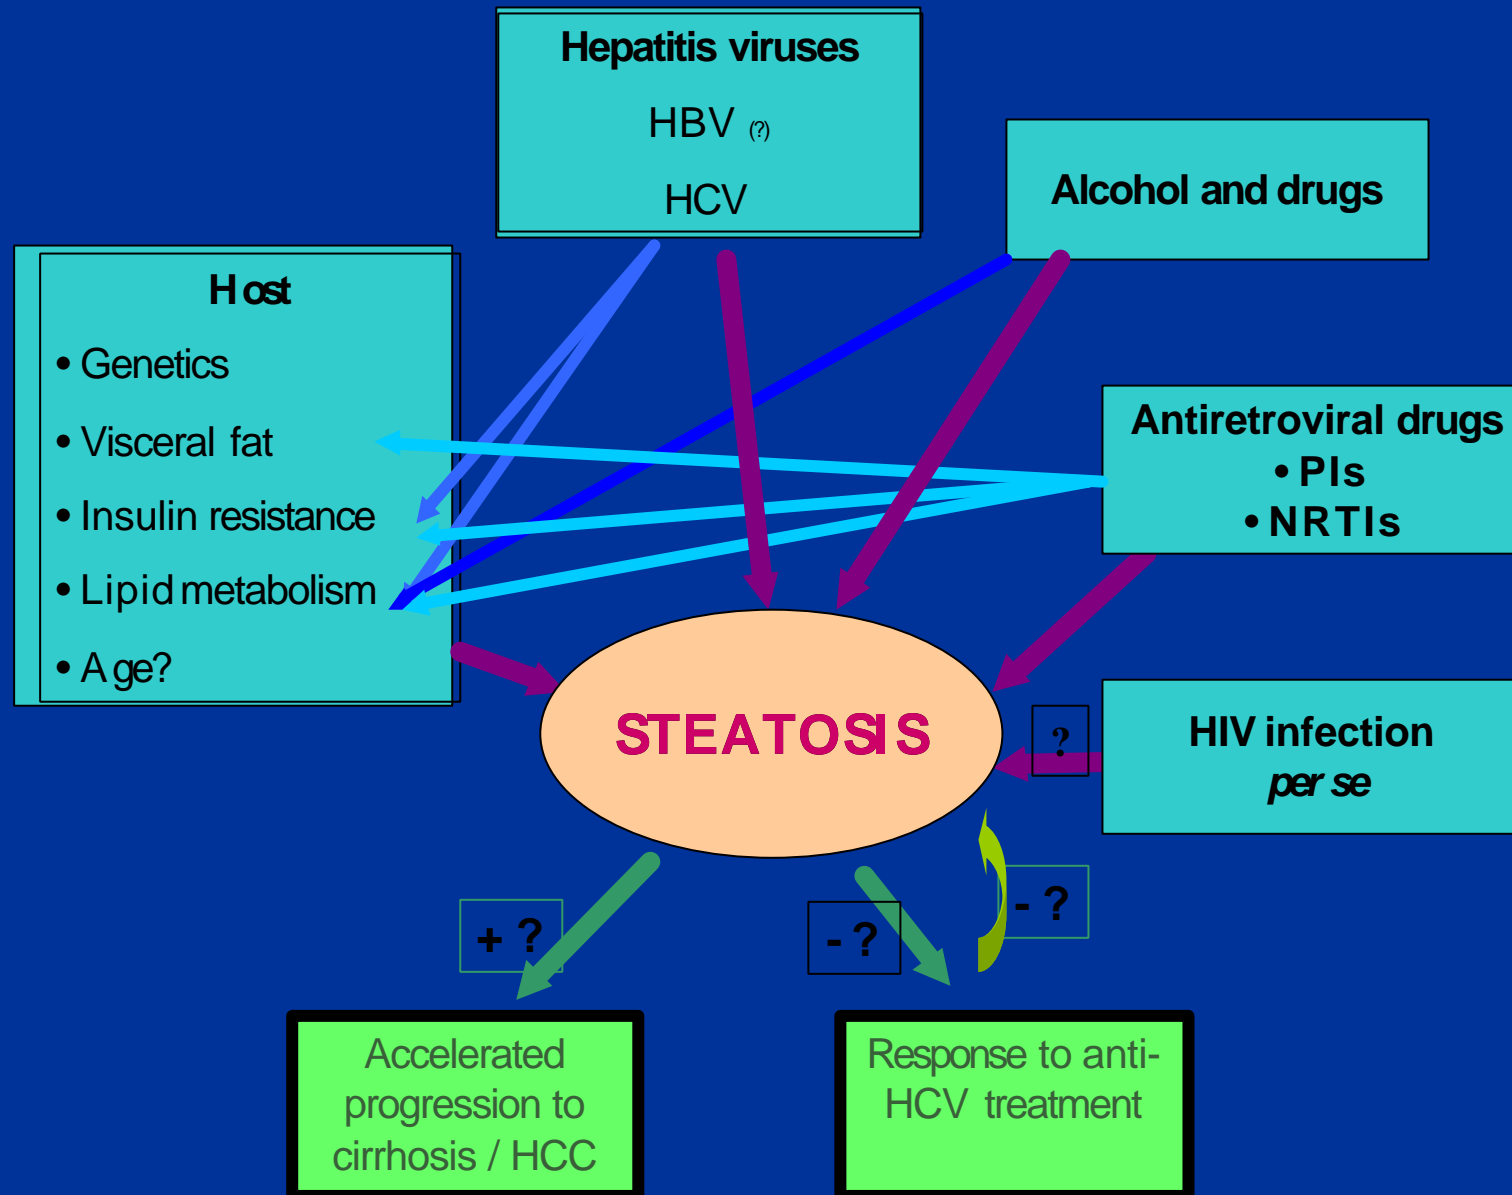 Hepatitis viruses
HBV (?)
HCV
Alcohol and drugs
Host
• Genetics
• Visceral fat
• Insulin resistance
• Lipid metabolism
• Age?
Antiretroviral drugs
• PIs
• NRTIs
STEATOSIS
?
HIV infection
per se
+ ?
- ?
- ?
Accelerated
progression to
cirrhosis / HCC
Response to anti-
HCV treatment